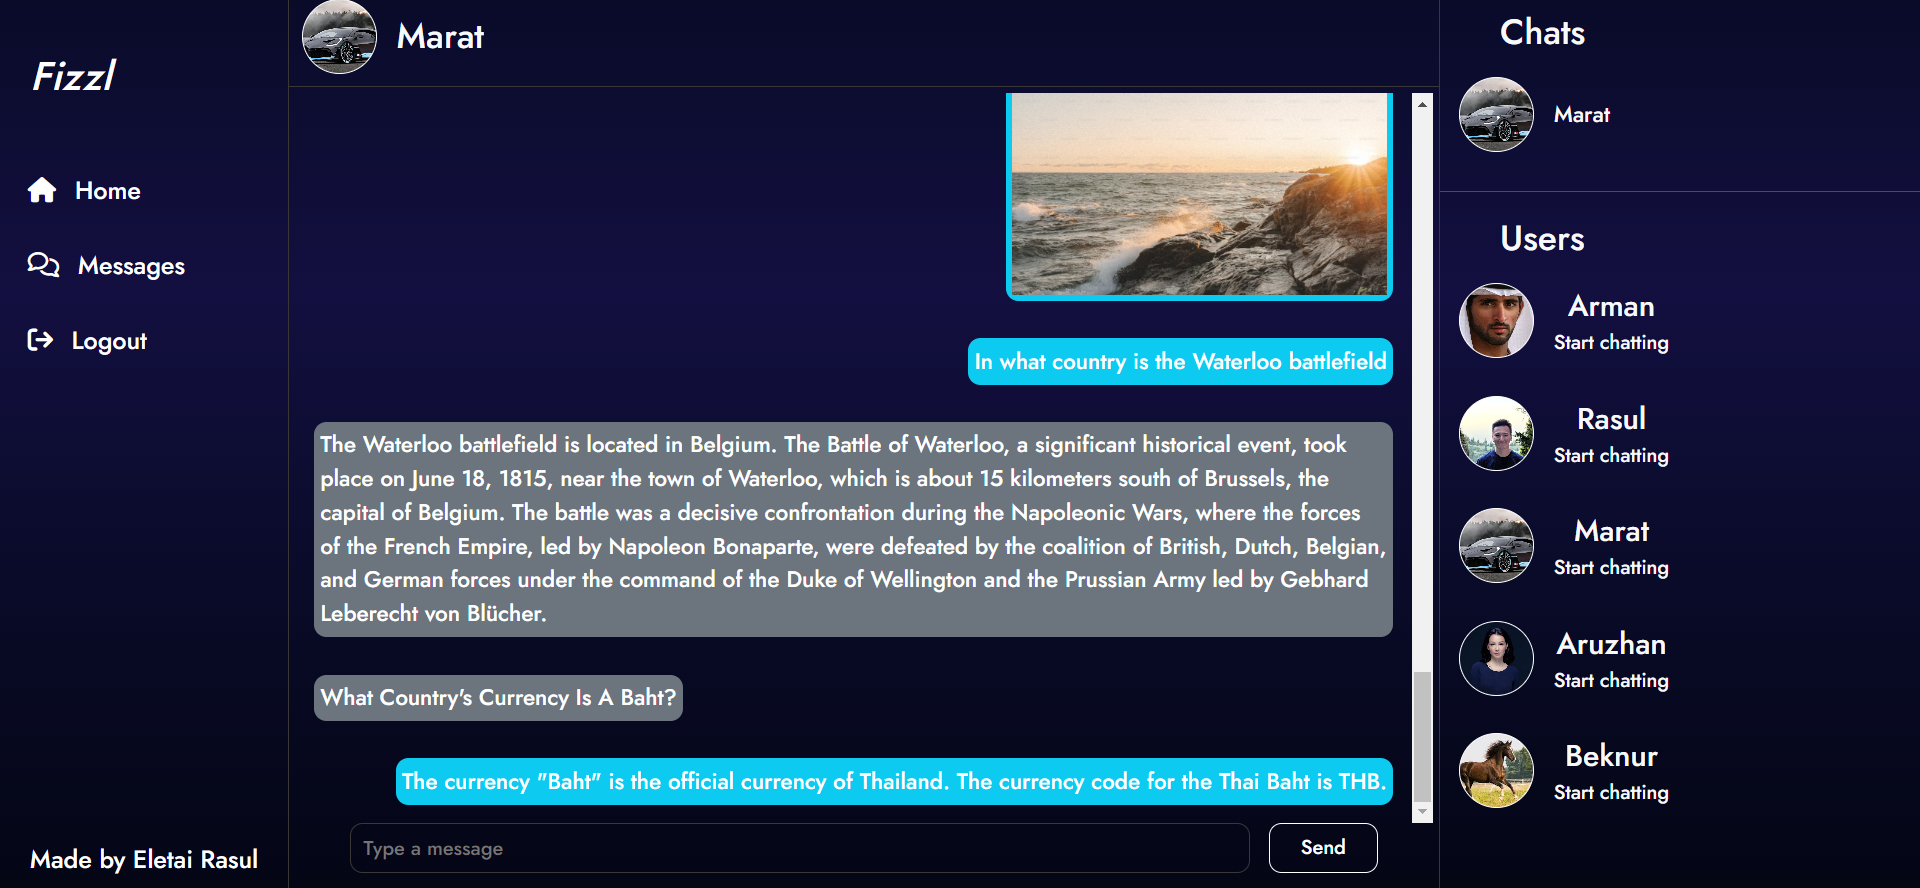 Fizzl
Home
Messages
Logout
Made by Eletai Rasul
Marat
In what country is the Waterloo battlefield
The Waterloo battlefield is located in Belgium. The Battle of Waterloo, a significant historical event, took
place on June 18, 1815, near the town of Waterloo, which is about 15 kilometers south of Brussels, the
capital of Belgium. The battle was a decisive confrontation during the Napoleonic Wars, where the forces
of the French Empire, led by Napoleon Bonaparte, were defeated by the coalition of British, Dutch, Belgian,
and German forces under the command of the Duke of Wellington and the Prussian Army led by Gebhard
Leberecht von Blücher.
What Country's Currency Is A Baht?
The currency "Baht" is the official currency of Thailand. The currency code for the Thai Baht is THB.
Type a message
Send
Chats
Marat
Users
Arman
Start chatting
Rasul
Start chatting
Marat
Start chatting
Aruzhan
Start chatting
Beknur
Start chatting